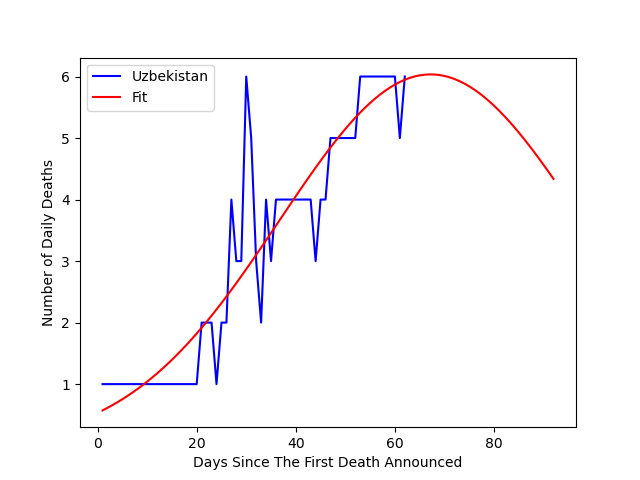 Uzbekistan
Fit
Number of Daily Deaths
6
5
4
3
2
1
0 20 40 60 80
Days Since The First Death Announced